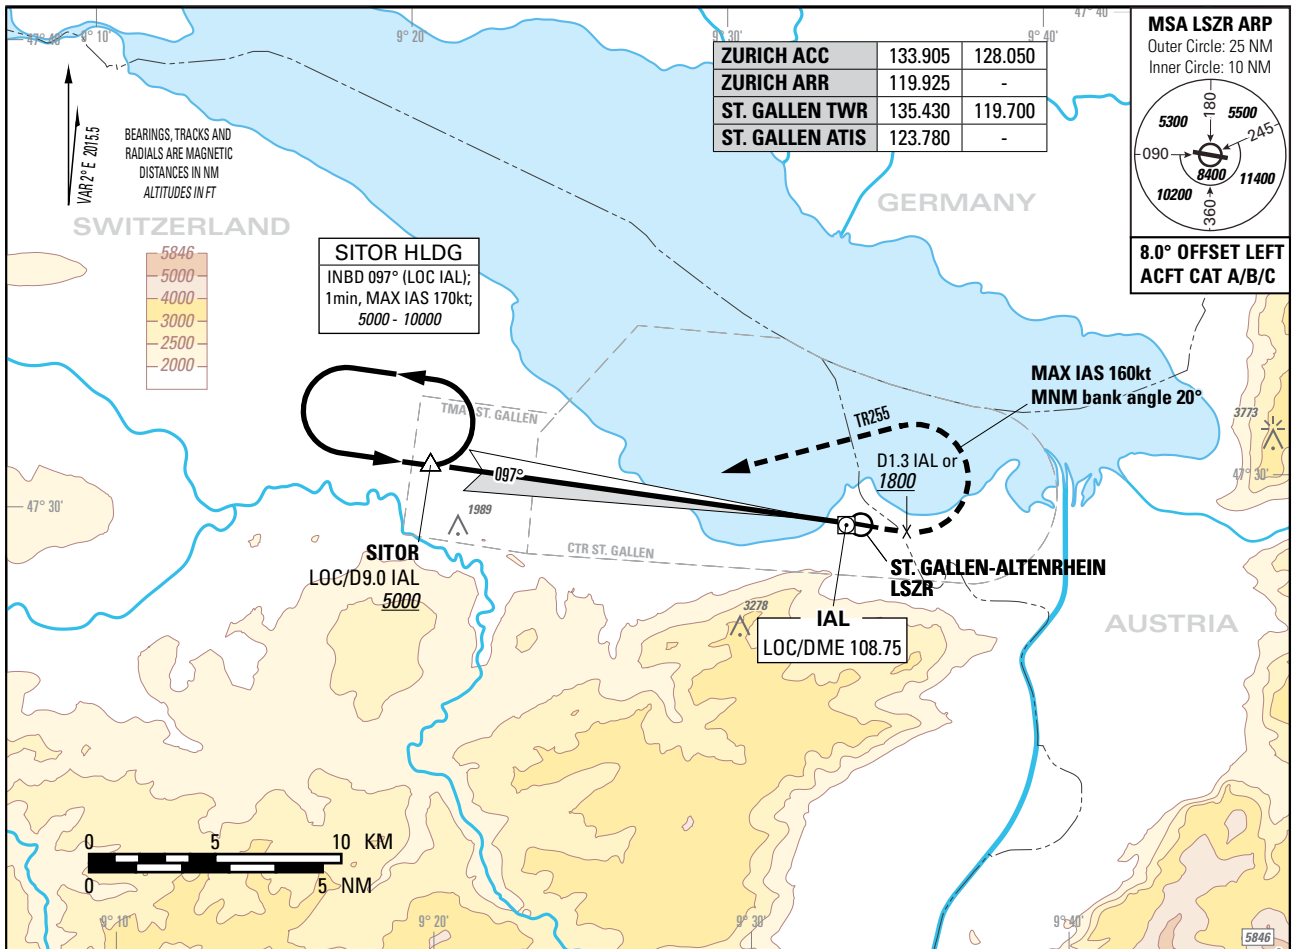 47° 40'
9° 10'
9° 20'
9° 30'
9° 40'
47° 40'
ZURICH ACC 133.905 128.050
ZURICH ARR 119.925 -
ST. GALLEN TWR 135.430 119.700
ST. GALLEN ATIS 123.780 -
MSA LSZR ARP
Outer Circle: 25 NM
Inner Circle: 10 NM
180
5300
5500
245
090
8400
10200
11400
360
8.0° OFFSET LEFT
ACFT CAT A/B/C
VAR 2° E 2015.5
BEARINGS, TRACKS AND
RADIALS ARE MAGNETIC
DISTANCES IN NM
ALTITUDES IN FT
SWITZERLAND
GERMANY
5846
5000
4000
3000
2500
2000
SITOR HLDG
INBD 097° (LOC IAL);
1min, MAX IAS 170kt;
5000 - 10000
MAX IAS 160kt
MNM bank angle 20°
TMA ST. GALLEN
TR255
3773
D1.3 IAL or
1800
097°
47° 30'
47° 30'
1989
SITOR
LOC/D9.0 IAL
5000
CTR ST. GALLEN
ST. GALLEN-ALTENRHEIN
LSZR
3278
IAL
LOC/DME 108.75
AUSTRIA
0 5 10 KM
0 5 NM
9° 10'
9° 20'
9° 30'
9° 40'
5846